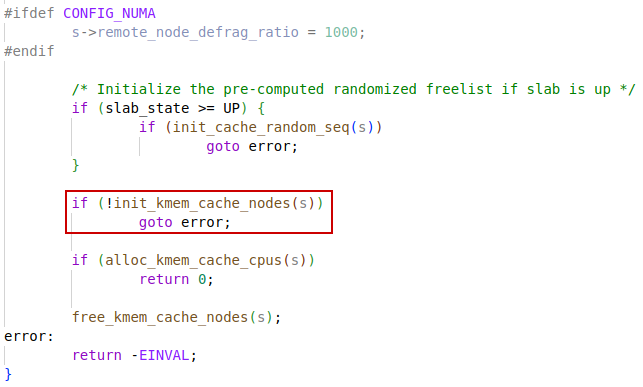 #ifdef CONFIG_NUMA
        s->remote_node_defrag_ratio = 1000;
#endif

        /* Initialize the pre-computed randomized freelist if slab is up */
        if (slab_state >= UP) {
                if (init_cache_random_seq(s))
                        goto error;
        }

        if (!init_kmem_cache_nodes(s))
                goto error;

        if (alloc_kmem_cache_cpus(s))
                return 0;

        free_kmem_cache_nodes(s);
error:
        return -EINVAL;
}